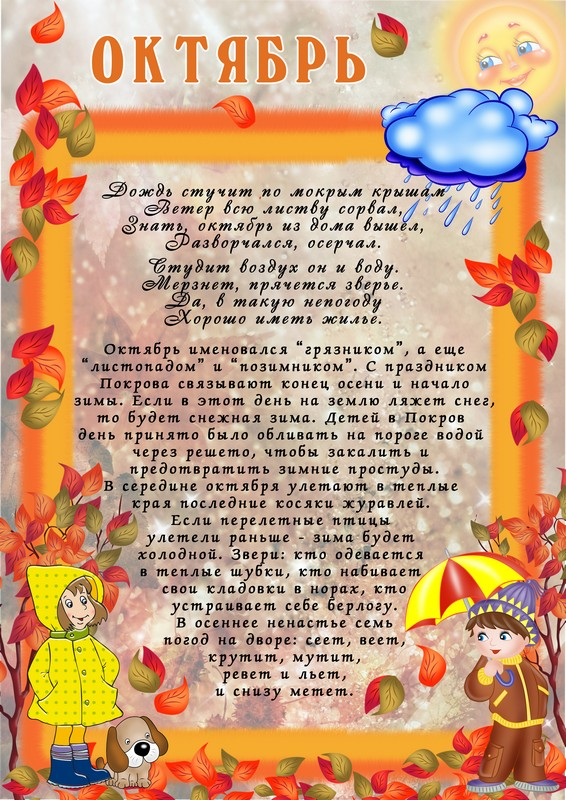 ОКТЯБРЬ
Дождь стучит по мокрым крышам
Ветер всю листву сорвал,
Знать, октябрь из дома вышел,
Разворчался, осерчал.
Студит воздух он и воду.
Мерзнет, прячется зверье.
Да, в такую непогоду
Хорошо иметь жилье.
Октябрь именовался “грязником”, а еще
“листопадом” и “позимником”. С праздником
Покрова связывают конец осени и начало
зимы. Если в этот день на землю ляжет снег,
то будет снежная зима. Детей в Покров
день принято было обливать на пороге водой
через решето, чтобы закалить и
предотвратить зимние простуды.
В середине октября улетают в теплые
края последние косяки журавлей.
Если перелетные птицы
улетели раньше - зима будет
холодной. Звери: кто одевается
в теплые шубки, кто набивает
свои кладовки в норах, кто
устраивает себе берлогу.
В осеннее ненастье семь
погод на дворе: сеет, веет,
крутит, мутит,
ревет и льет,
и снизу метет.